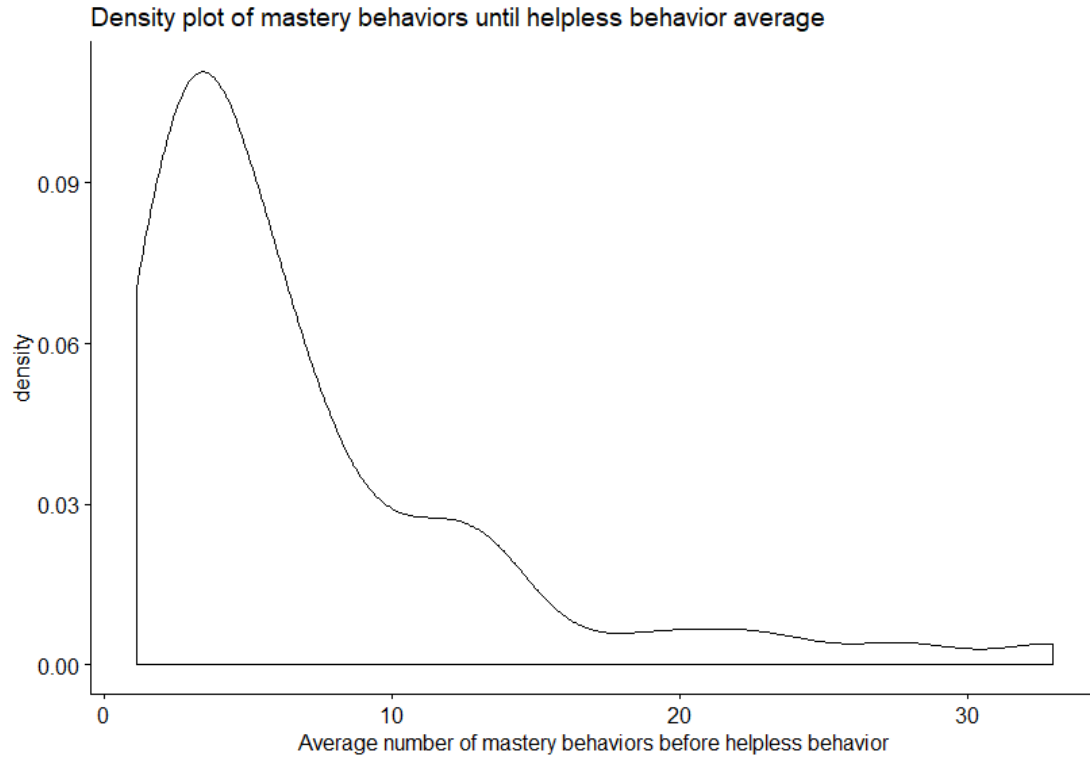 Density plot of mastery behaviors until helpless behavior average
density
0.09
0.06
0.03
0.00
0 10 20 30
Average number of mastery behaviors before helpless behavior